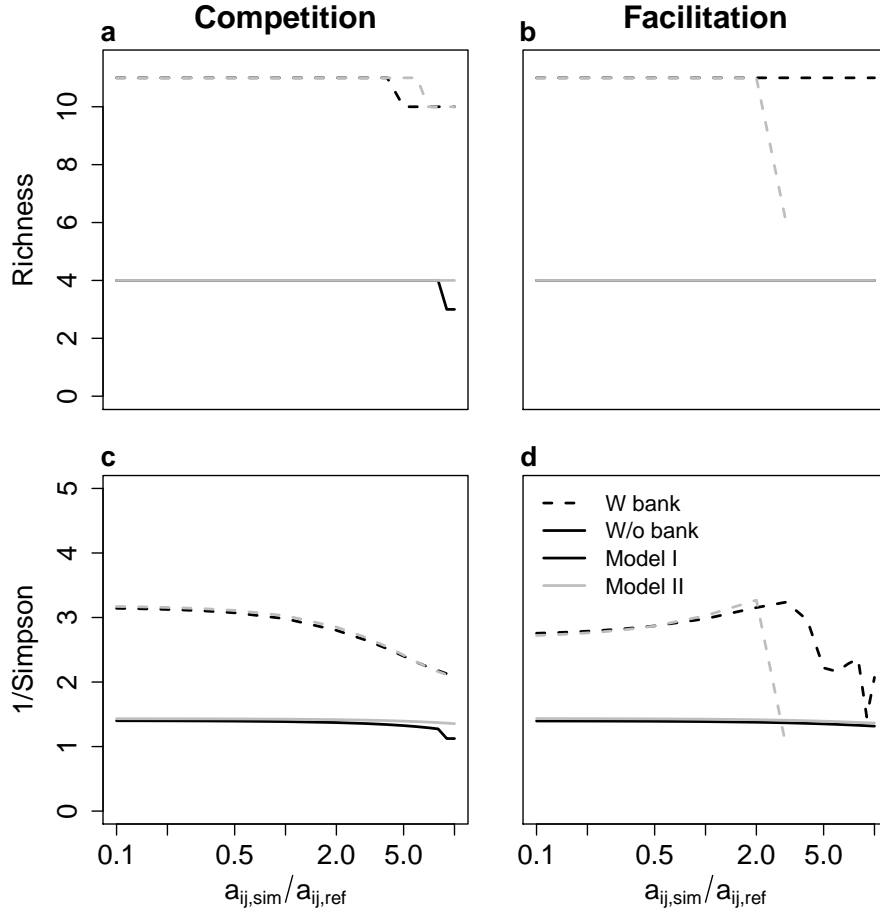 Competition
Facilitation
a
b
Richness
10
8
6
4
2
0
c
d
1/Simpson
5
4
3
2
1
0
W bank
W/o bank
Model I
Model II
0.1 0.5 2.0 5.0
0.1 0.5 2.0 5.0
a_ij,sim/a_ij,ref
a_ij,sim/a_ij,ref